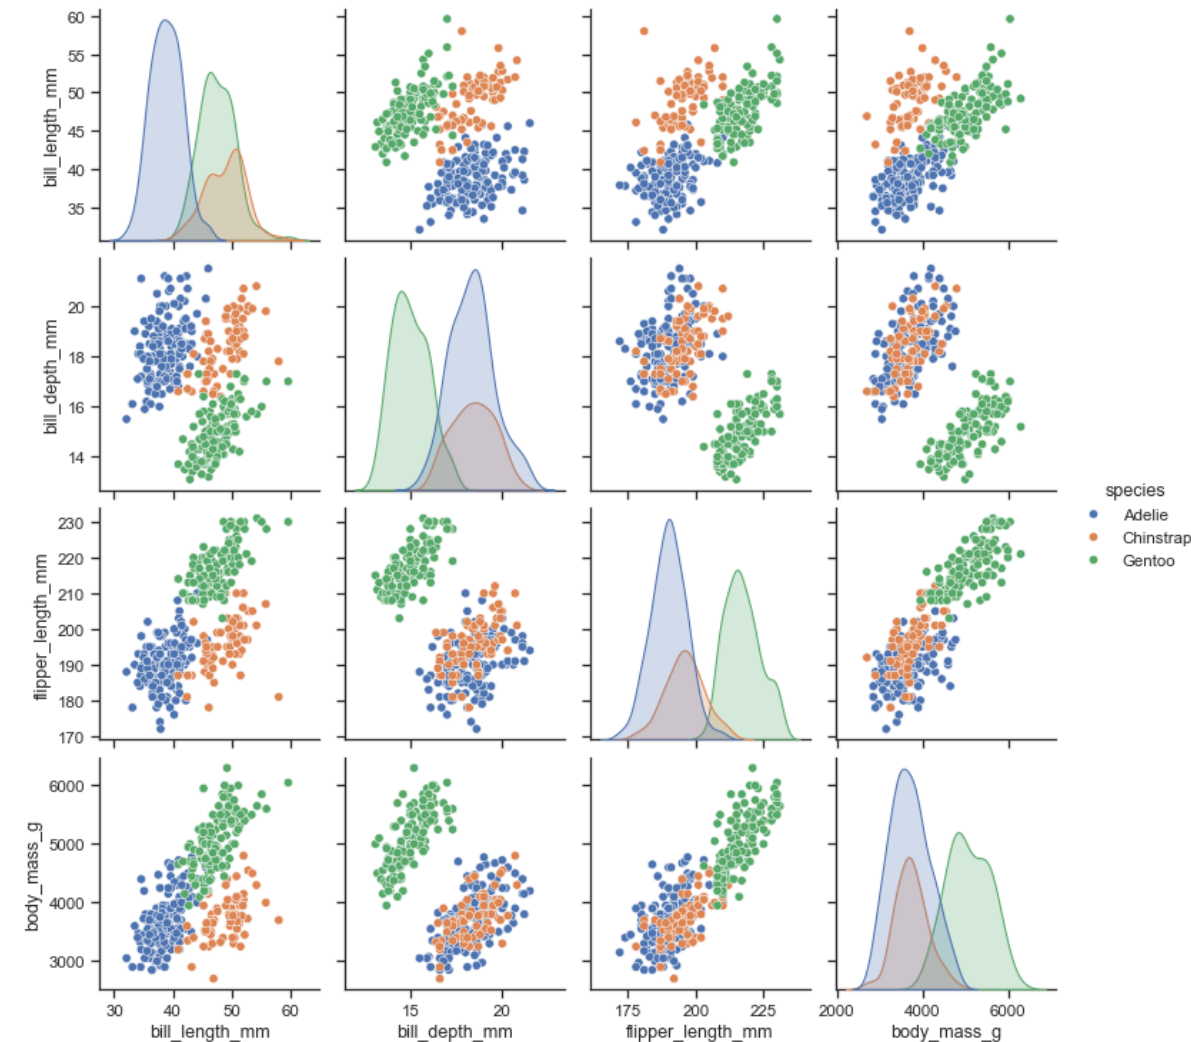 60
55
50
45
40
35
bill_length_mm
20
18
16
14
bill_depth_mm
species
Adelie
Chinstrap
Gentoo
230
220
210
200
190
180
170
flipper_length_mm
6000
5000
4000
3000
body_mass_g
30 40 50 60 15 20 175 200 225 2000 4000 6000
bill_length_mm bill_depth_mm flipper_length_mm body_mass_g